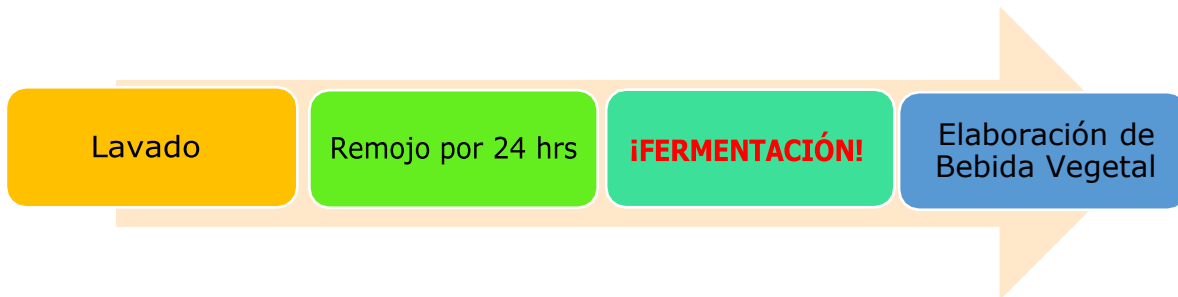 Lavado
Remojo por 24 hrs
¡FERMENTACIÓN!
Elaboración de
Bebida Vegetal